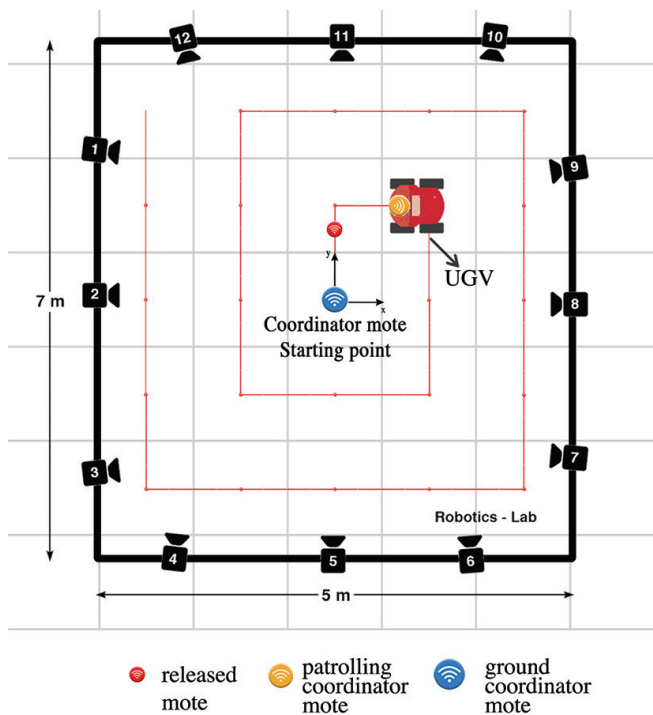 12
11
10
1
9
y
UGV
7 m
2
x
8
Coordinator mote
Starting point
3
7
Robotics - Lab
4
5
6
5 m
released
mote
patrolling
coordinator
mote
ground
coordinator
mote